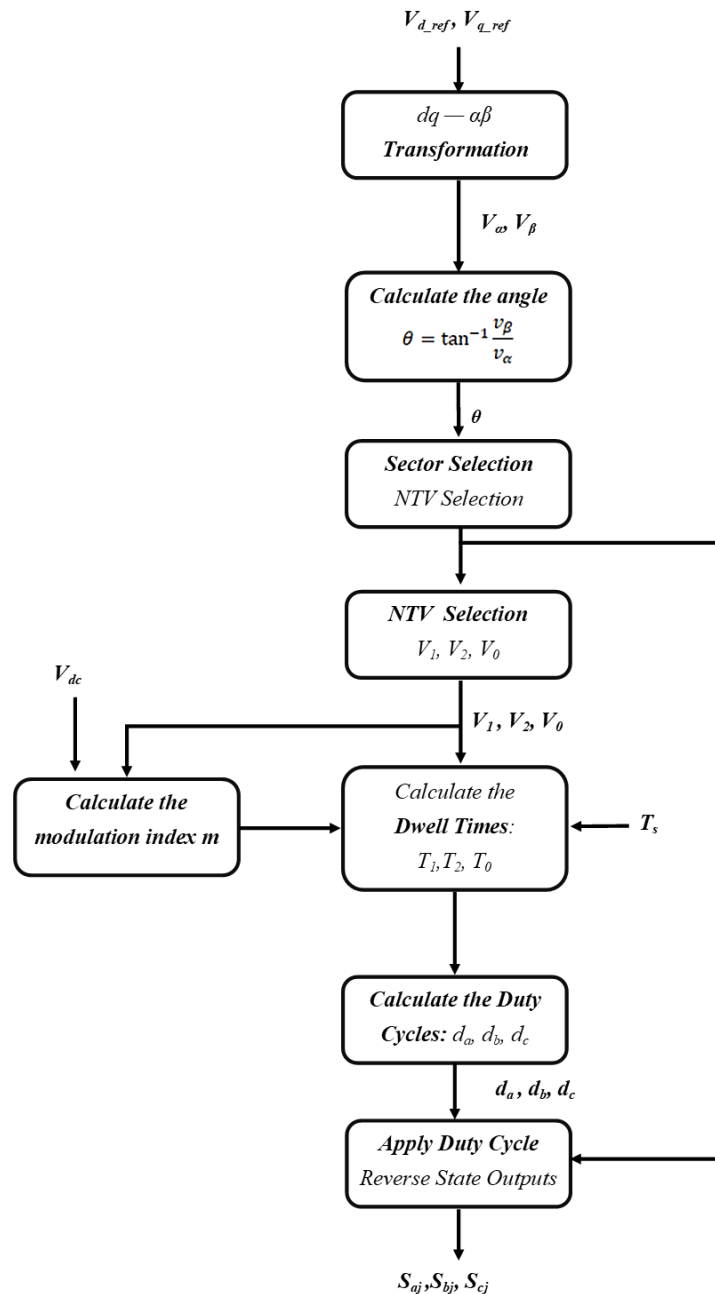 V_d_ref, V_q_ref
dq — αβ
Transformation
V_α, V_β
Calculate the angle
θ = tan⁻¹ v_β / v_α
θ
Sector Selection
NTV Selection
NTV Selection
V_1, V_2, V_0
V_dc
V_1, V_2, V_0
Calculate the
modulation index m
Calculate the
Dwell Times:
T_1,T_2, T_0
T_s
Calculate the Duty
Cycles: d_a, d_b, d_c
d_a, d_b, d_c
Apply Duty Cycle
Reverse State Outputs
S_aj,S_bj, S_cj